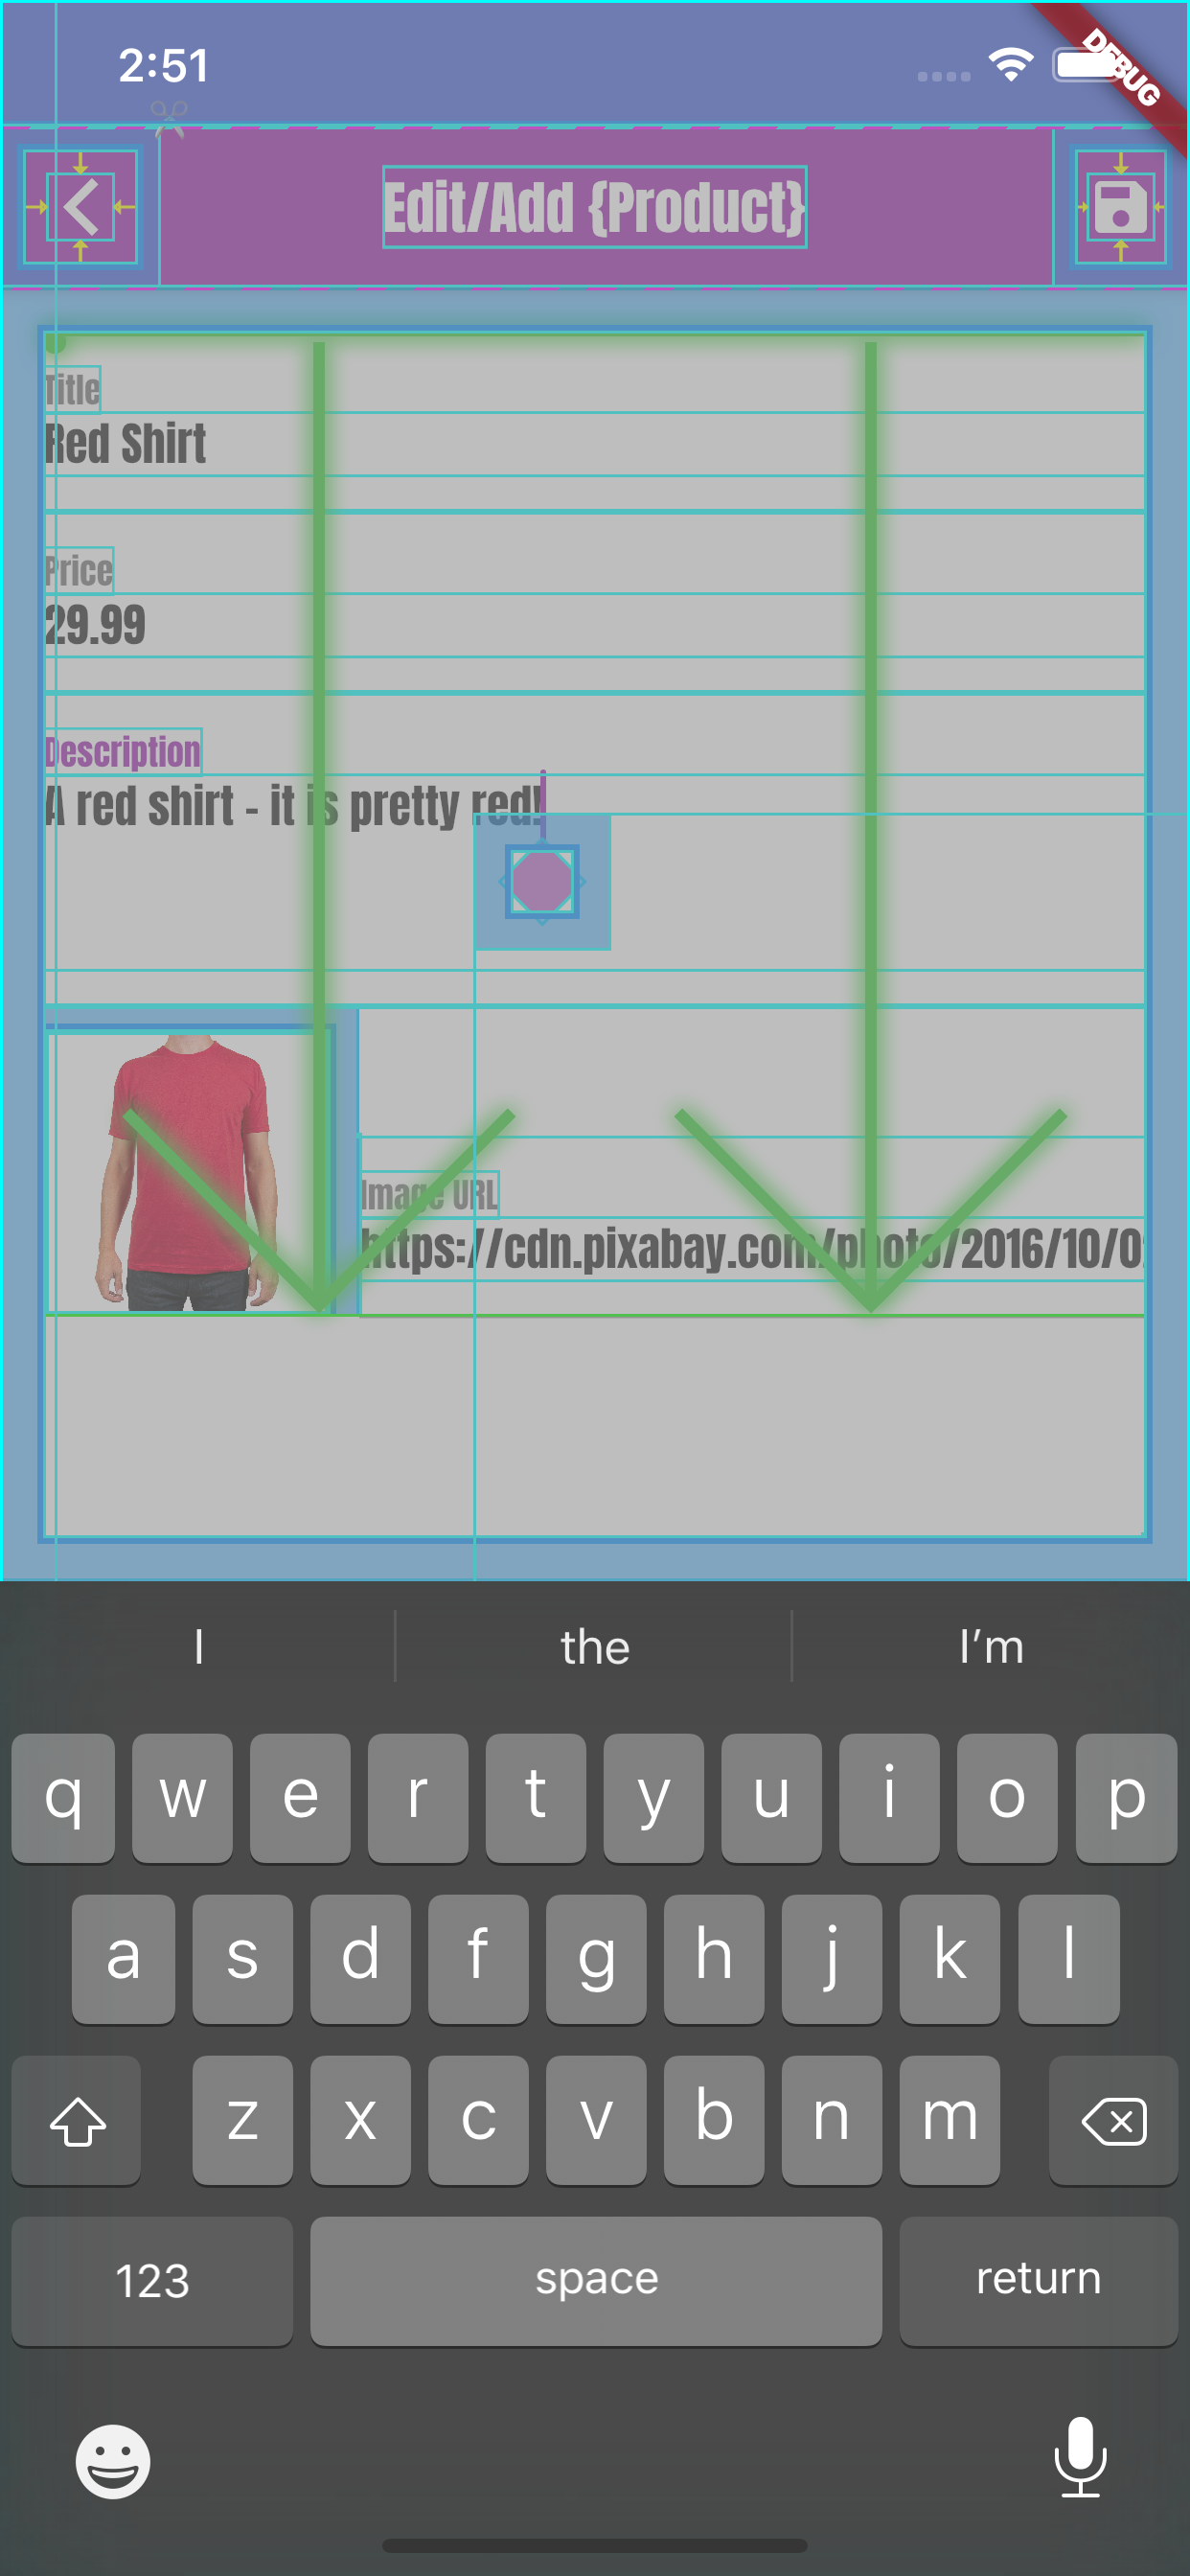 2:51
DEBUG
Edit/Add {Product}
Title
Red Shirt
Price
29.99
Description
A red shirt - it is pretty red!
Image URL
https://cdn.pixabay.com/photo/2016/10/0
I the I’m
q w e r t y u i o p
a s d f g h j k l
z x c v b n m
123 space return